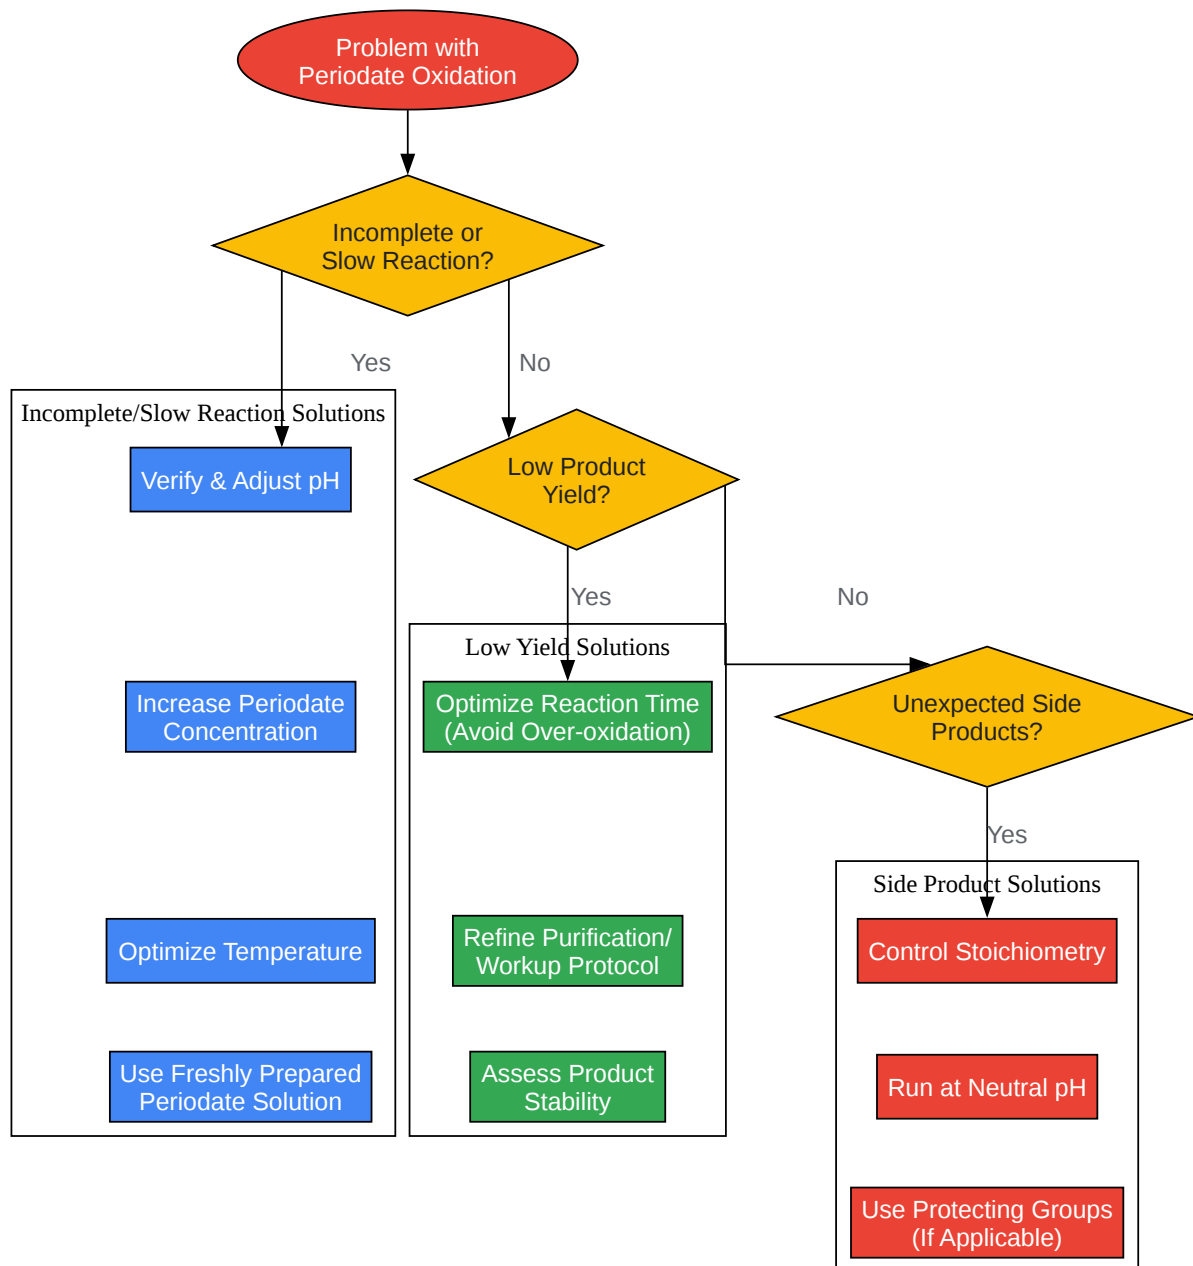 Problem with
Periodate Oxidation
Incomplete or
Slow Reaction?
Yes
No
Incomplete/Slow Reaction Solutions
Verify & Adjust pH
Increase Periodate
Concentration
Optimize Temperature
Use Freshly Prepared
Periodate Solution
Low Product
Yield?
Yes
No
Low Yield Solutions
Optimize Reaction Time
(Avoid Over-oxidation)
Refine Purification/
Workup Protocol
Assess Product
Stability
Unexpected Side
Products?
Yes
Side Product Solutions
Control Stoichiometry
Run at Neutral pH
Use Protecting Groups
(If Applicable)